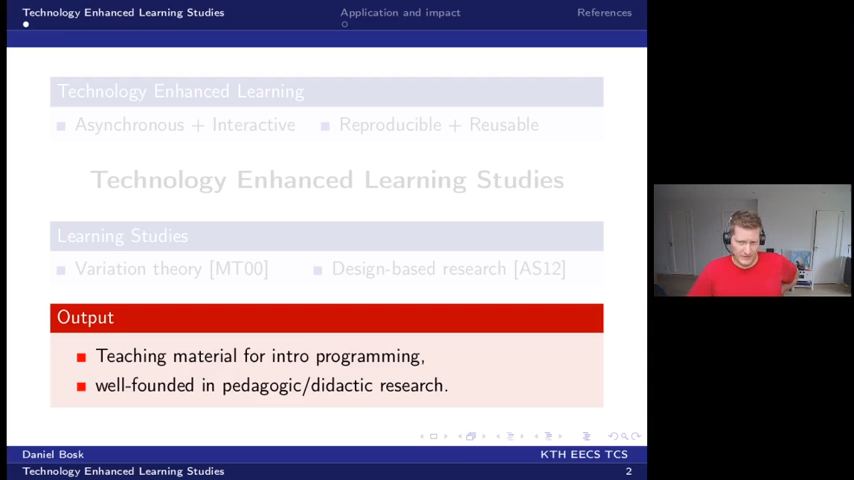 Technology Enhanced Learning Studies
Application and impact
References
Technology Enhanced Learning
Asynchronous + Interactive
Reproducible + Reusable
Technology Enhanced Learning Studies
Learning Studies
Variation theory [MT00]
Design-based research [AS12]
Output
Teaching material for intro programming,
well-founded in pedagogic/didactic research.
Daniel Bosk
KTH EECS TCS
Technology Enhanced Learning Studies
2